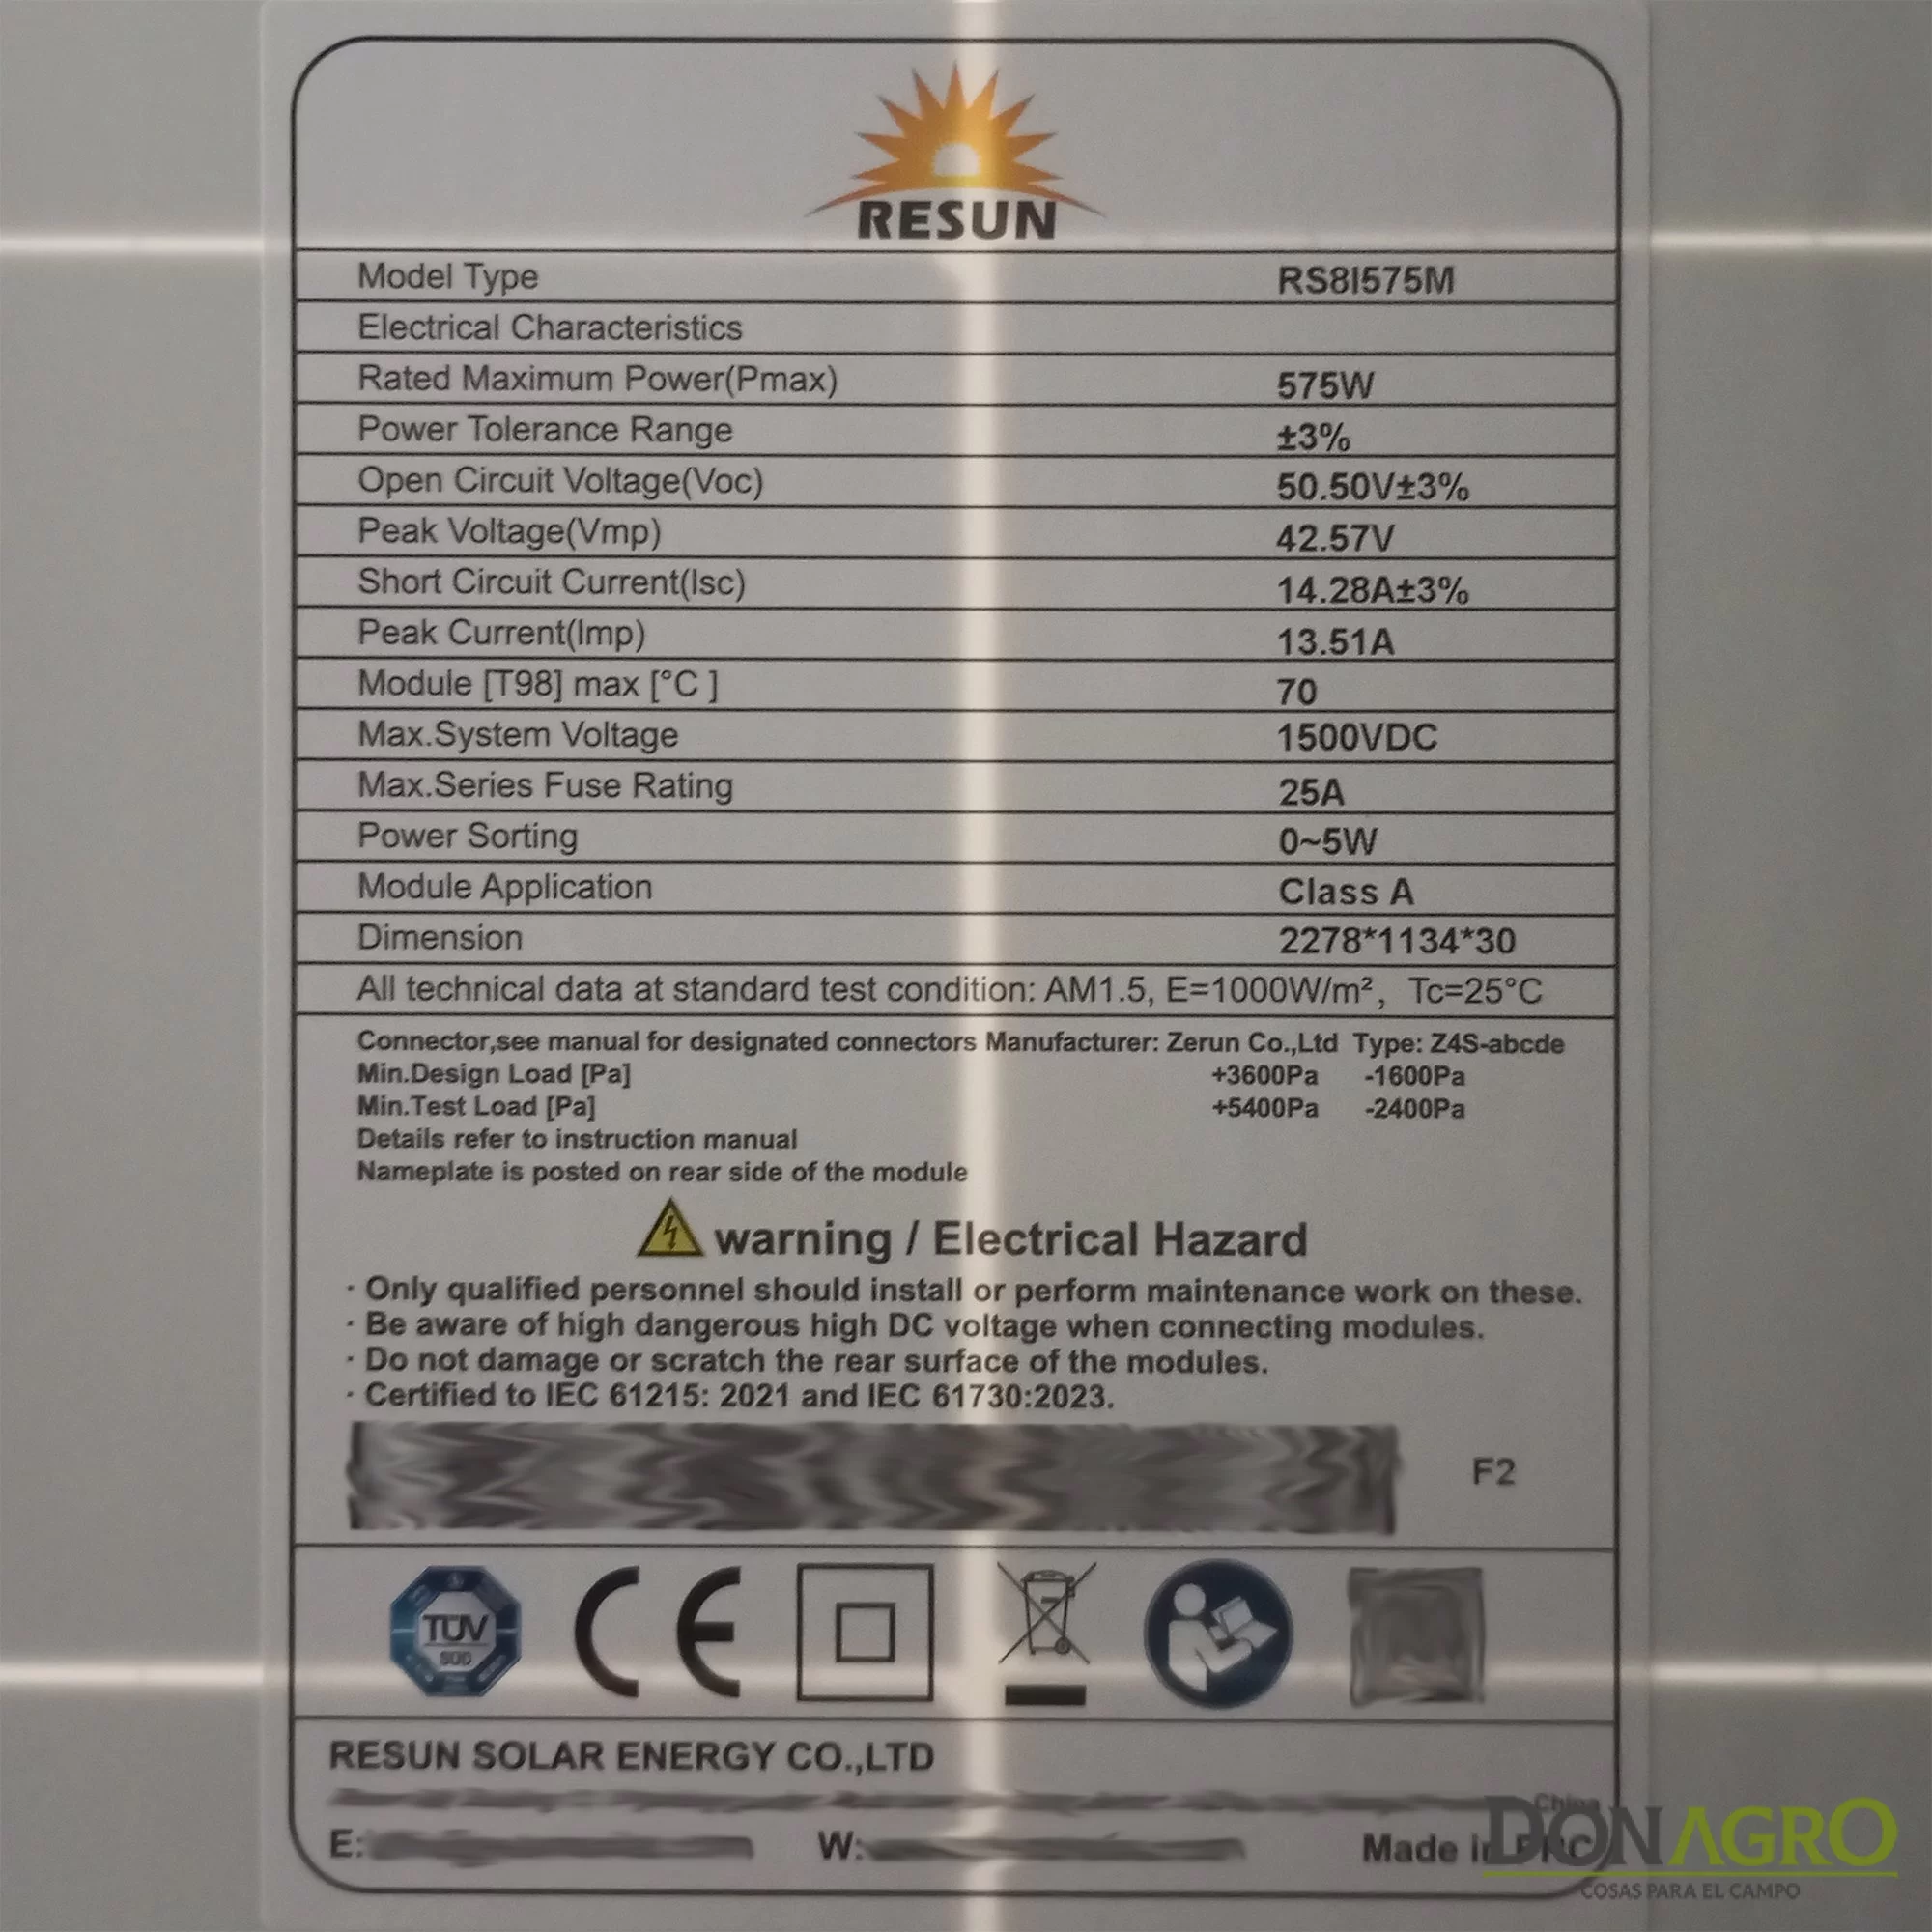 RESUN
Model Type RS8I575M
Electrical Characteristics
Rated Maximum Power(Pmax) 575W
Power Tolerance Range ±3%
Open Circuit Voltage(Voc) 50.50V±3%
Peak Voltage(Vmp) 42.57V
Short Circuit Current(Isc) 14.28A±3%
Peak Current(Imp) 13.51A
Module [T98] max [°C ] 70
Max.System Voltage 1500VDC
Max.Series Fuse Rating 25A
Power Sorting 0~5W
Module Application Class A
Dimension 2278*1134*30
All technical data at standard test condition: AM1.5, E=1000W/m², Tc=25°C
Connector,see manual for designated connectors Manufacturer: Zerun Co.,Ltd Type: Z4S-abcde
Min.Design Load [Pa] +3600Pa -1600Pa
Min.Test Load [Pa] +5400Pa -2400Pa
Details refer to instruction manual
Nameplate is posted on rear side of the module
warning / Electrical Hazard
· Only qualified personnel should install or perform maintenance work on these.
· Be aware of high dangerous high DC voltage when connecting modules.
· Do not damage or scratch the rear surface of the modules.
· Certified to IEC 61215: 2021 and IEC 61730:2023.
F2
TÜV
SÜD
CE
RESUN SOLAR ENERGY CO.,LTD
China
E: W: Made in PRC
DONAGRO
COSAS PARA EL CAMPO